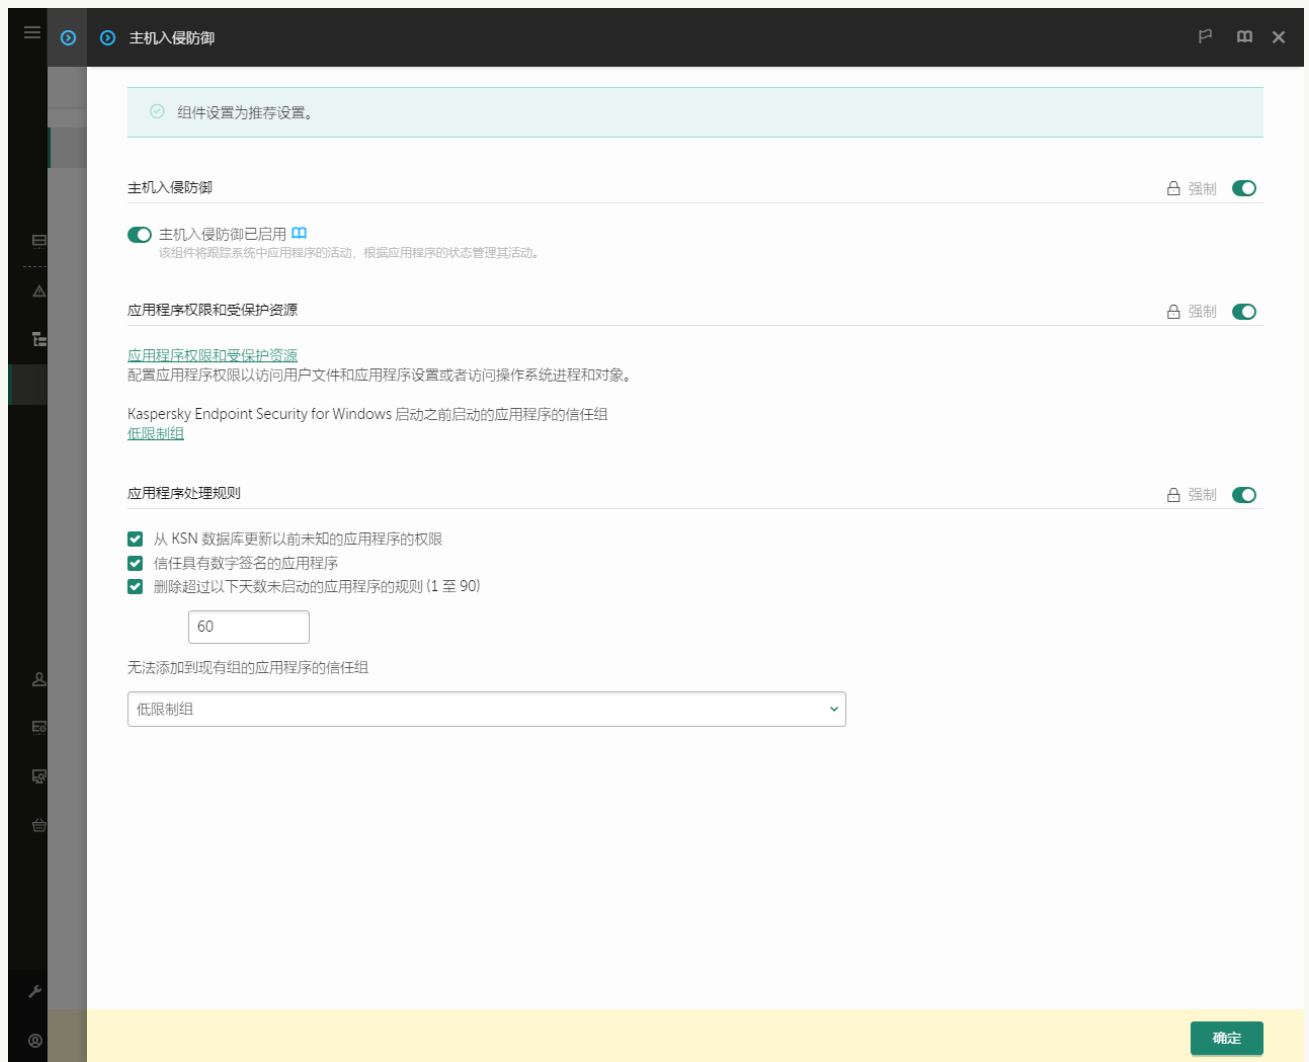 主机入侵防御
组件设置为推荐设置。
主机入侵防御
强制
主机入侵防御已启用
该组件将跟踪系统中应用程序的活动，根据应用程序的状态管理其活动。
应用程序权限和受保护资源
强制
应用程序权限和受保护资源
配置应用程序权限以访问用户文件和应用程序设置或者访问操作系统进程和对象。
Kaspersky Endpoint Security for Windows 启动之前启动的应用程序的信任组
低限制组
应用程序处理规则
强制
从 KSN 数据库更新以前未知的应用程序的权限
信任具有数字签名的应用程序
删除超过以下天数未启动的应用程序的规则 (1 至 90)
60
无法添加到现有组的应用程序的信任组
低限制组
确定